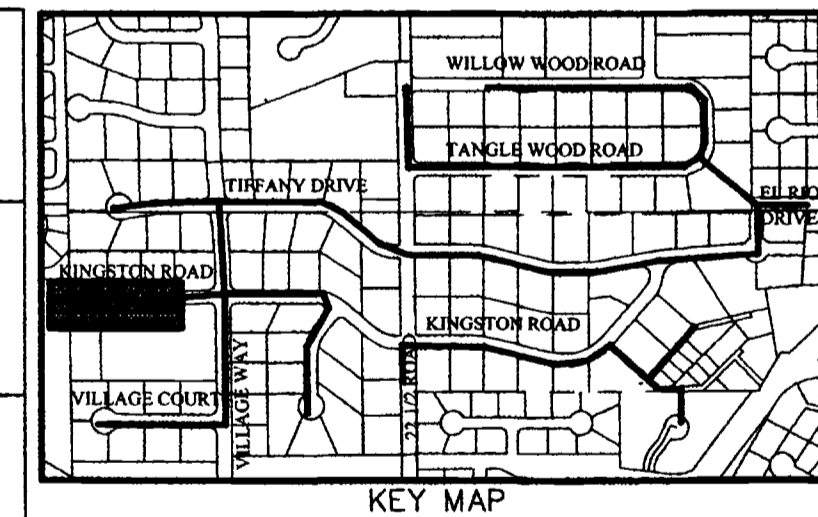 WILLOW WOOD ROAD
TANGLE WOOD ROAD
TIFFANY DRIVE
EL RIO
DRIVE
KINGSTON ROAD
KINGSTON ROAD
22 1/2 ROAD
VILLAGE WAY
VILLAGE COURT
KEY MAP